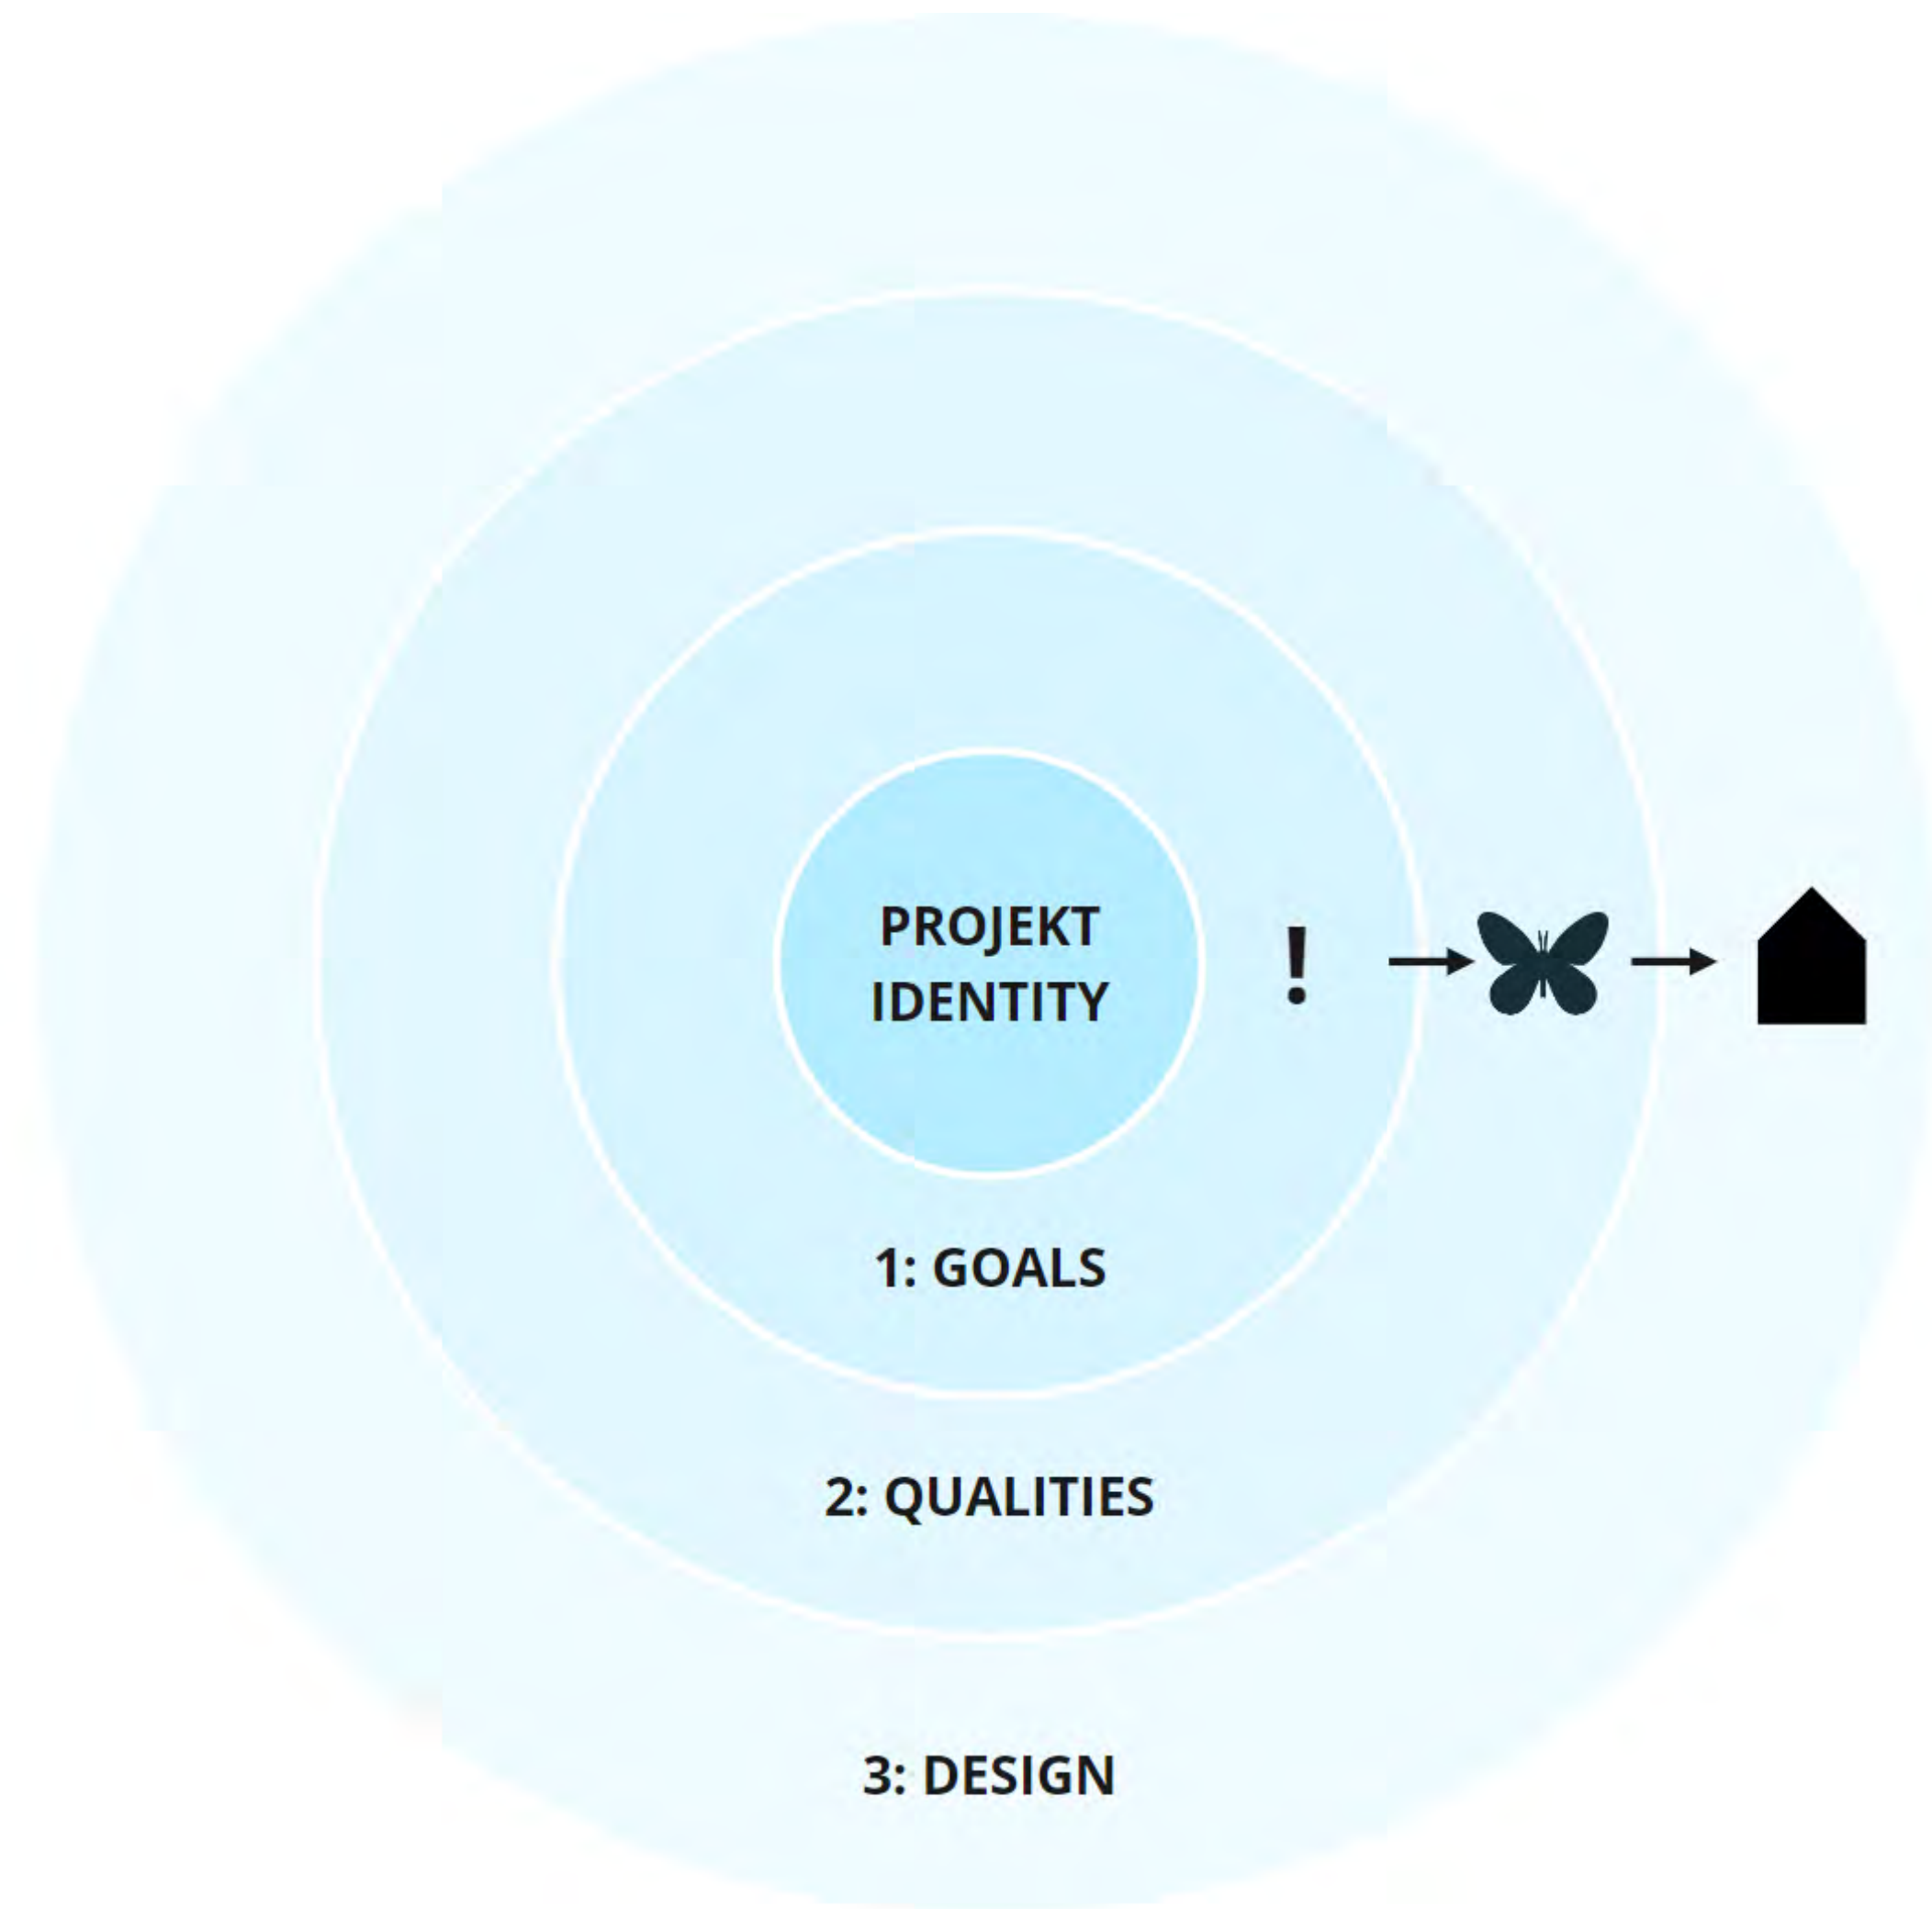 PROJEKT
IDENTITY
!
1: GOALS
2: QUALITIES
3: DESIGN